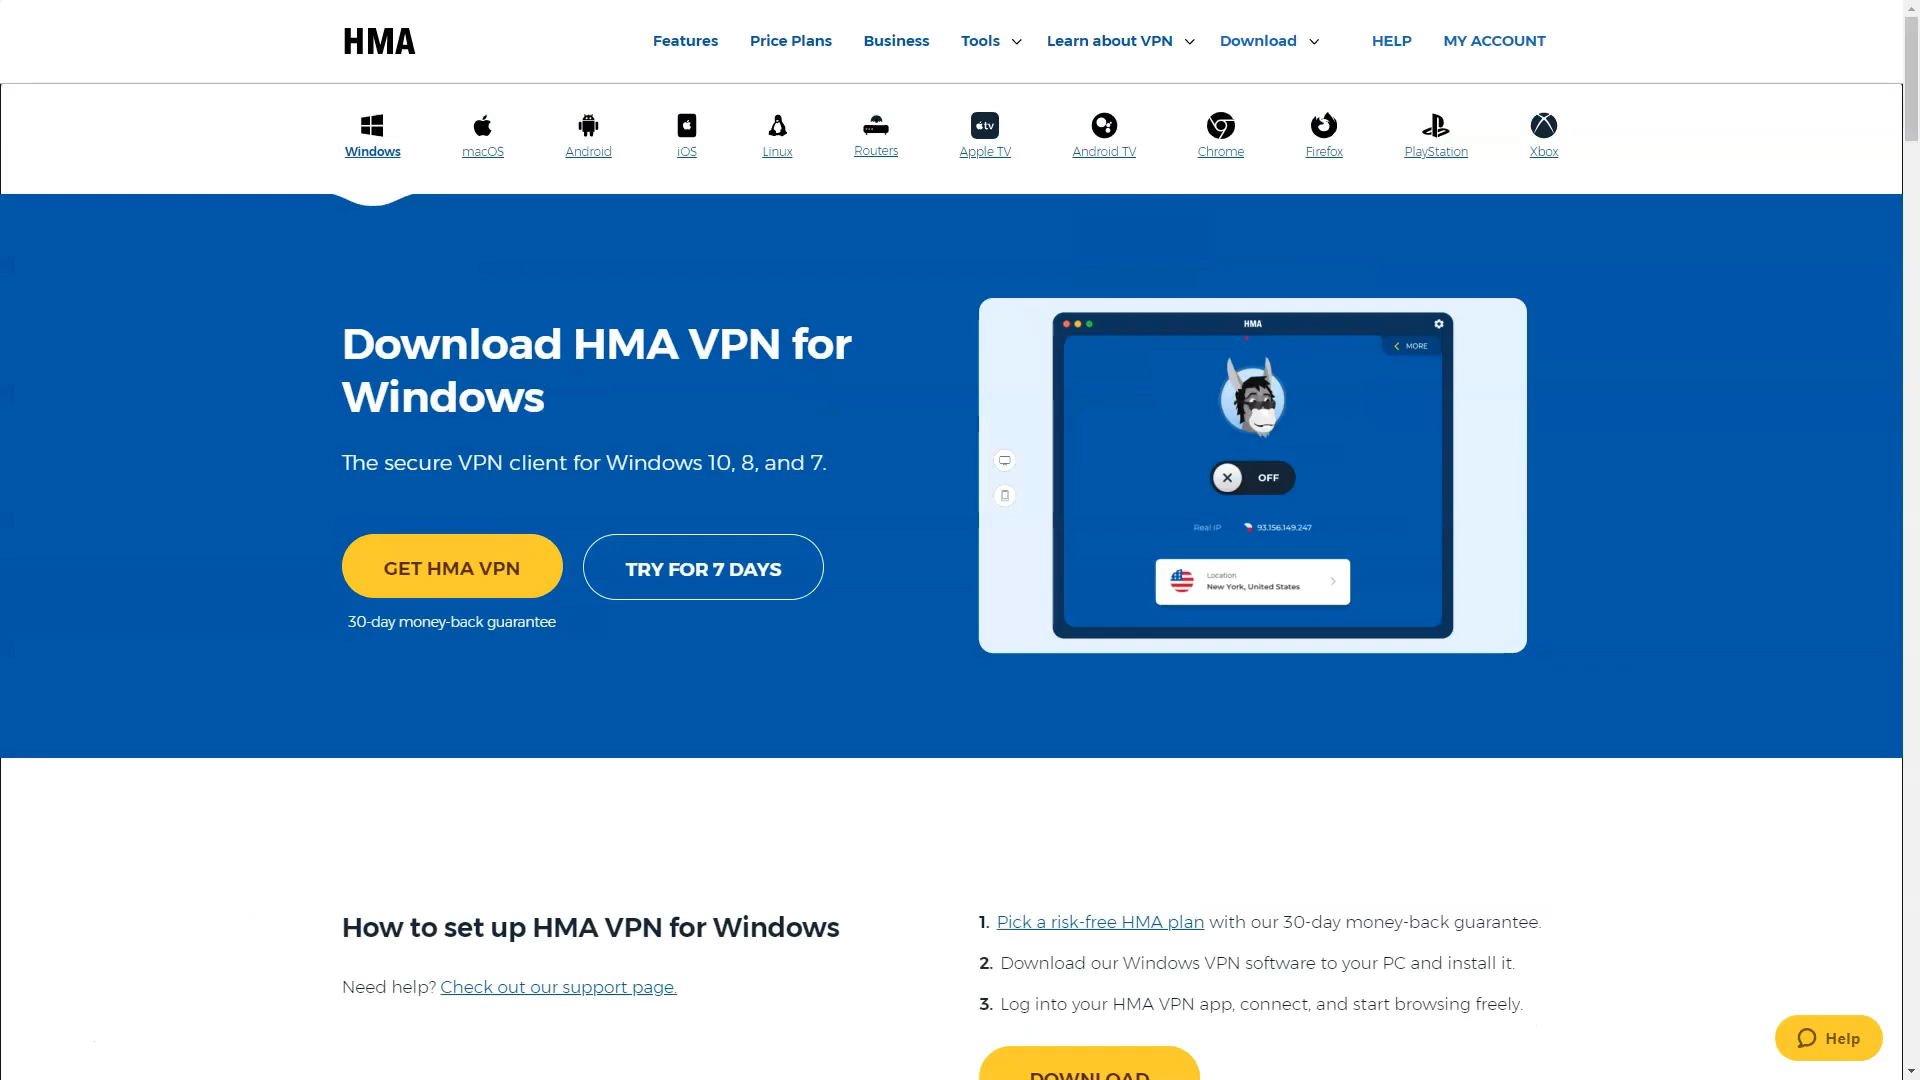 HMA
Features Price Plans Business Tools Learn about VPN Download HELP MY ACCOUNT
tv
Windows macOS Android iOS Linux Routers Apple TV Android TV Chrome Firefox PlayStation Xbox
Download HMA VPN for
Windows
The secure VPN client for Windows 10, 8, and 7.
GET HMA VPN
TRY FOR 7 DAYS
30-day money-back guarantee
HMA
MORE
OFF
Real IP 93.156.149.247
Location
New York, United States
How to set up HMA VPN for Windows
Need help? Check out our support page.
1. Pick a risk-free HMA plan with our 30-day money-back guarantee.
2. Download our Windows VPN software to your PC and install it.
3. Log into your HMA VPN app, connect, and start browsing freely.
DOWNLOAD
Help